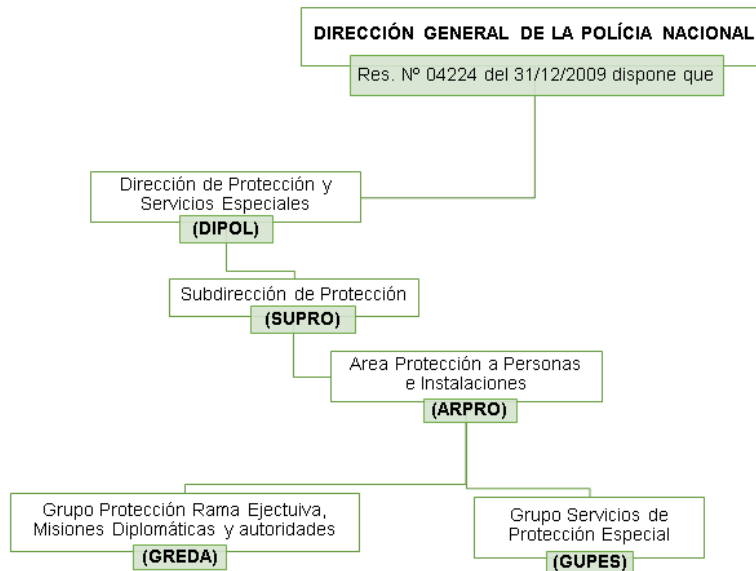 DIRECCIÓN GENERAL DE LA POLÍCIA NACIONAL
Res. Nº 04224 del 31/12/2009 dispone que
Dirección de Protección y
Servicios Especiales
(DIPOL)
Subdirección de Protección
(SUPRO)
Area Protección a Personas
e Instalaciones
(ARPRO)
Grupo Protección Rama Ejectuiva,
Misiones Diplomáticas y autoridades
(GREDA)
Grupo Servicios de
Protección Especial
(GUPES)